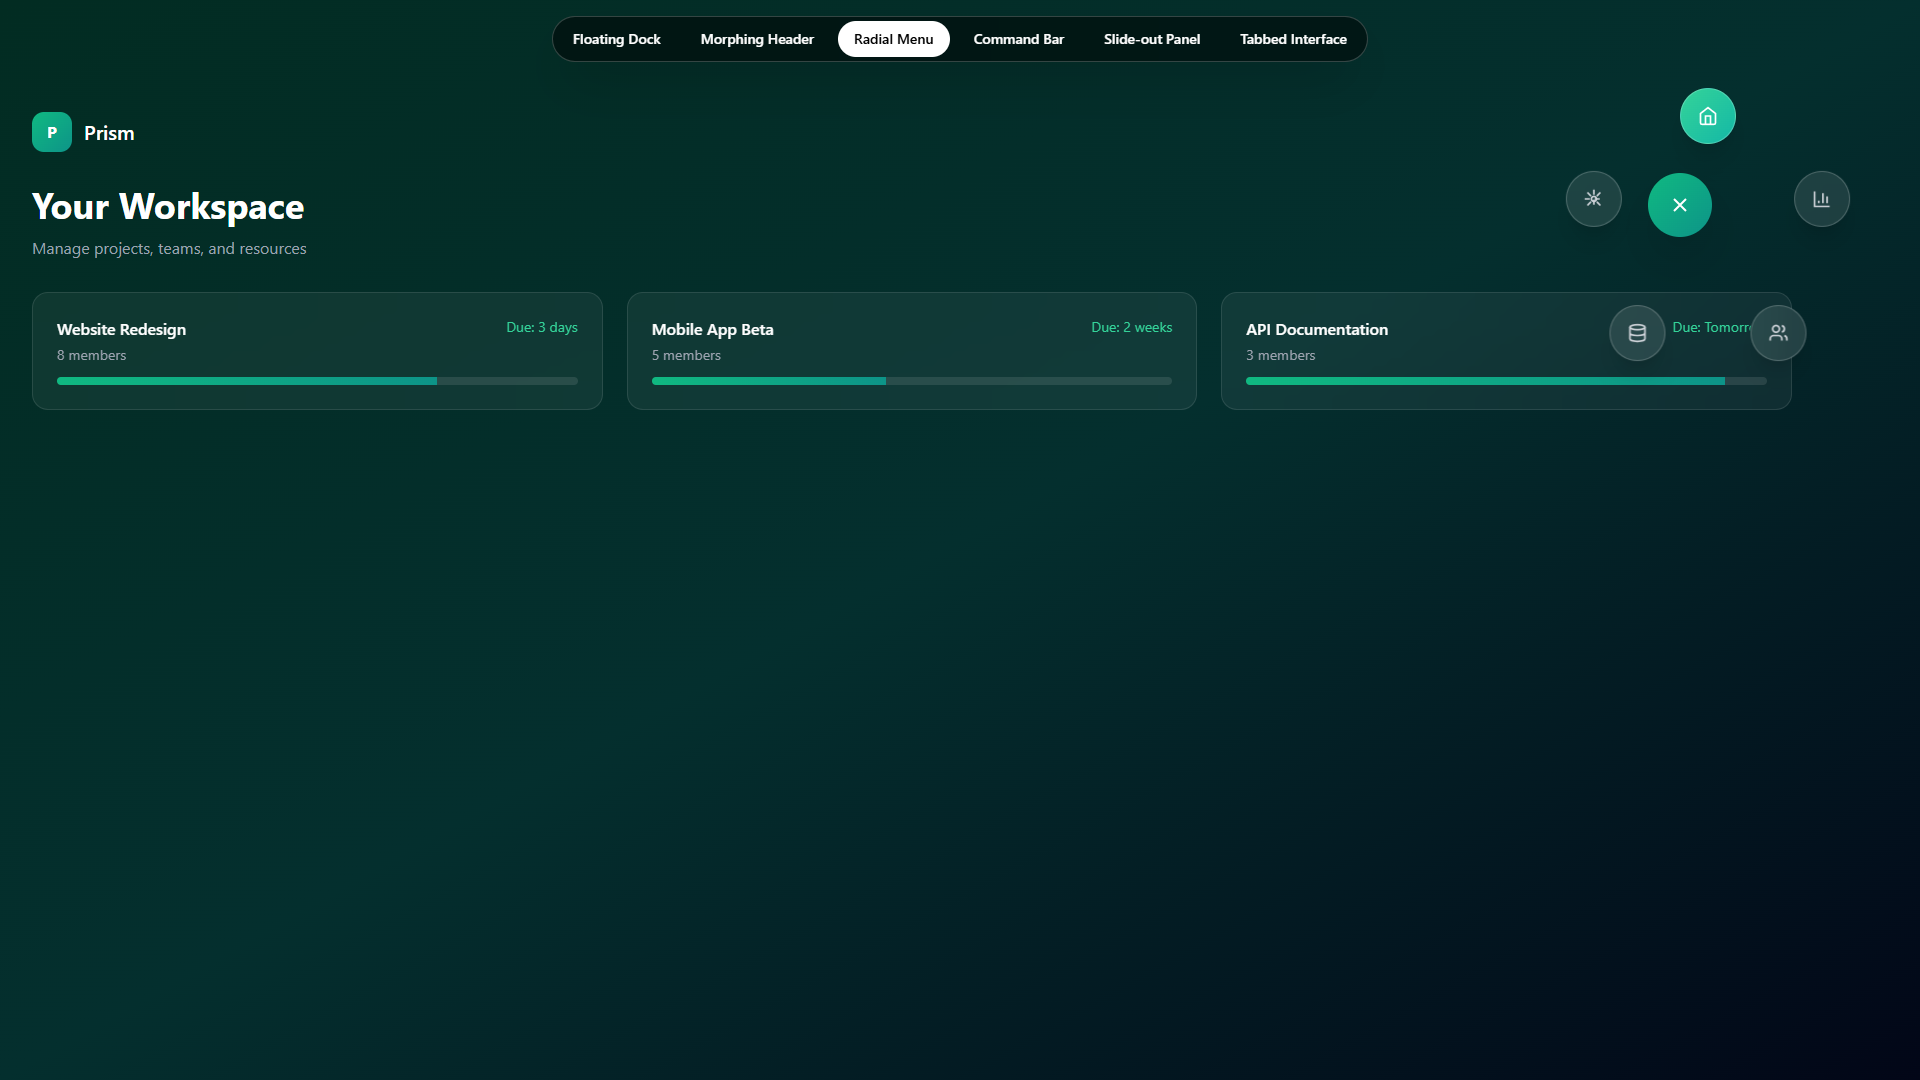 Floating Dock
Morphing Header
Radial Menu
Command Bar
Slide-out Panel
Tabbed Interface
P
Prism
Your Workspace
Manage projects, teams, and resources
Website Redesign
Due: 3 days
8 members
Mobile App Beta
Due: 2 weeks
5 members
API Documentation
Due: Tomorr
3 members